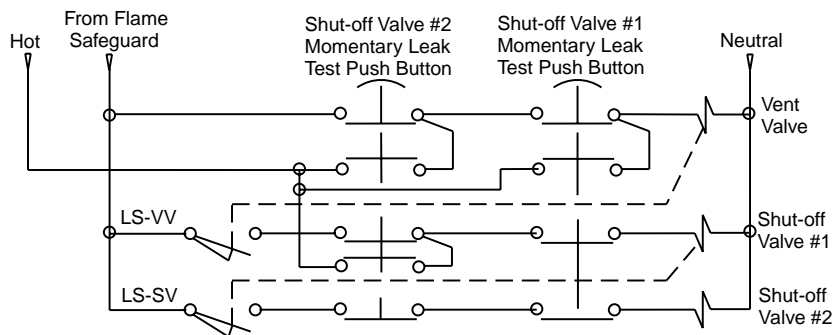 Hot
From Flame
Safeguard
Shut-off Valve #2
Momentary Leak
Test Push Button
Shut-off Valve #1
Momentary Leak
Test Push Button
Neutral
Vent
Valve
LS-VV
Shut-off
Valve #1
LS-SV
Shut-off
Valve #2